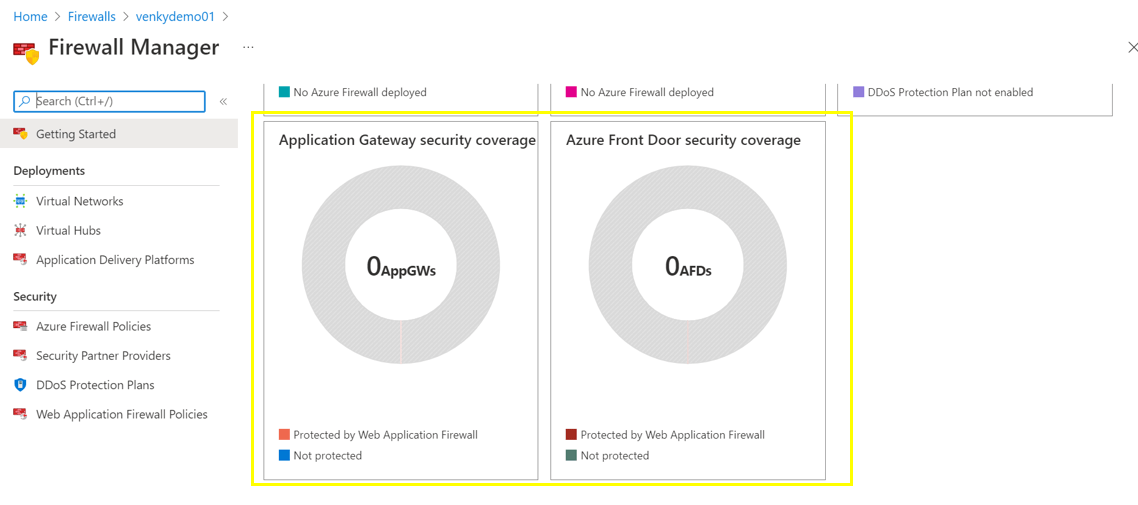 Home > Firewalls > venkydemo01 >
Firewall Manager ...
Search (Ctrl+/)
Getting Started
Deployments
Virtual Networks
Virtual Hubs
Application Delivery Platforms
Security
Azure Firewall Policies
Security Partner Providers
DDoS Protection Plans
Web Application Firewall Policies
No Azure Firewall deployed
No Azure Firewall deployed
DDoS Protection Plan not enabled
Application Gateway security coverage
0AppGWs
Protected by Web Application Firewall
Not protected
Azure Front Door security coverage
0AFDs
Protected by Web Application Firewall
Not protected